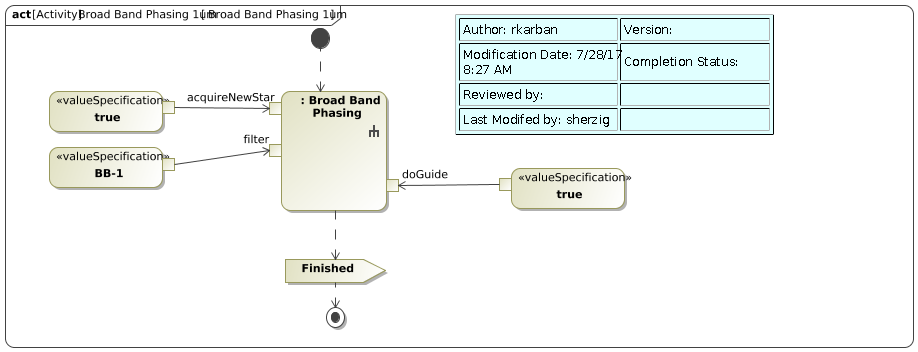 act [Activity] Broad Band Phasing 1um [ Broad Band Phasing 1um ]
Author: rkarban
Version:
Modification Date: 7/28/17
8:27 AM
Completion Status:
Reviewed by:
Last Modifed by: sherzig
«valueSpecification»
true
acquireNewStar
: Broad Band
Phasing
filter
«valueSpecification»
BB-1
doGuide
«valueSpecification»
true
Finished